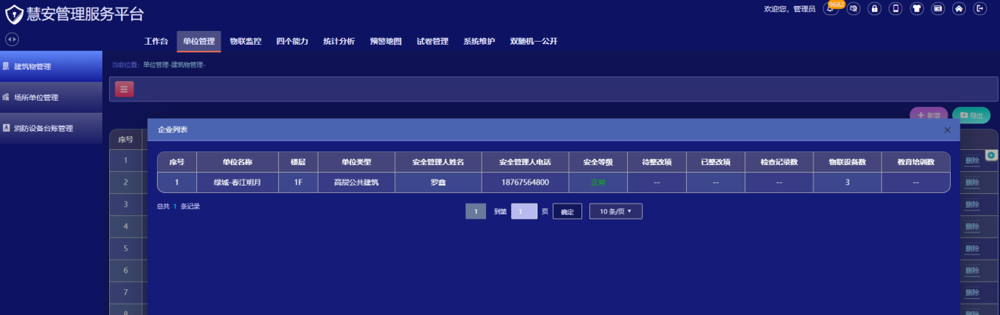 慧安管理服务平台
欢迎您，管理员 9682
工作台 单位管理 物联监控 四个能力 统计分析 预警地图 试卷管理 系统维护 双随机一公开
建筑物管理
当前位置：单位管理-建筑物管理-
场所单位管理
+ 新增 导出
消防设备台账管理
企业列表 ×
序号
序号 单位名称 楼层 单位类型 安全管理人姓名 安全管理人电话 安全等级 待整改项 已整改项 检查记录数 物联设备数 教育培训数
1 删除
1 绿城-春江明月 1F 高层公共建筑 罗鑫 18767564800 正常 -- -- -- 3 --
2 删除
总共 1 条记录 1 到第 1 页 确定 10 条/页
3 删除
4 删除
5 删除
6 删除
7 删除
8 删除